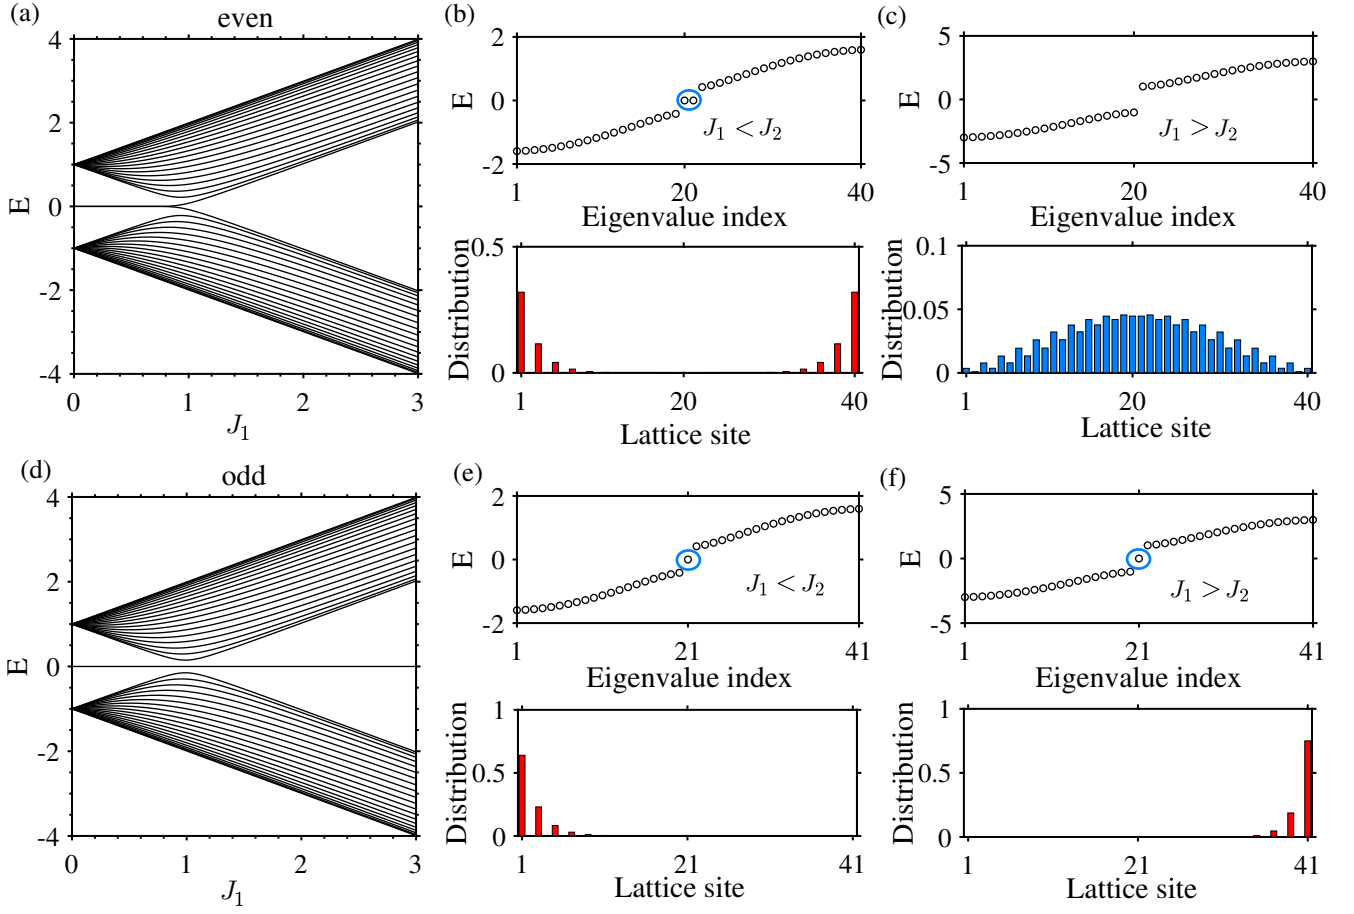 (a)
even
4
2
0
-2
-4
E
0
1
2
3
J1
(b)
2
0
-2
E
J1 < J2
1
20
40
Eigenvalue index
0.5
0
Distribution
1
20
40
Lattice site
(c)
5
0
-5
E
J1 > J2
1
20
40
Eigenvalue index
0.1
0.05
0
Distribution
1
20
40
Lattice site
(d)
odd
4
2
0
-2
-4
E
0
1
2
3
J1
(e)
2
0
-2
E
J1 < J2
1
21
41
Eigenvalue index
1
0.5
0
Distribution
1
21
41
Lattice site
(f)
5
0
-5
E
J1 > J2
1
21
41
Eigenvalue index
1
0.5
0
Distribution
1
21
41
Lattice site